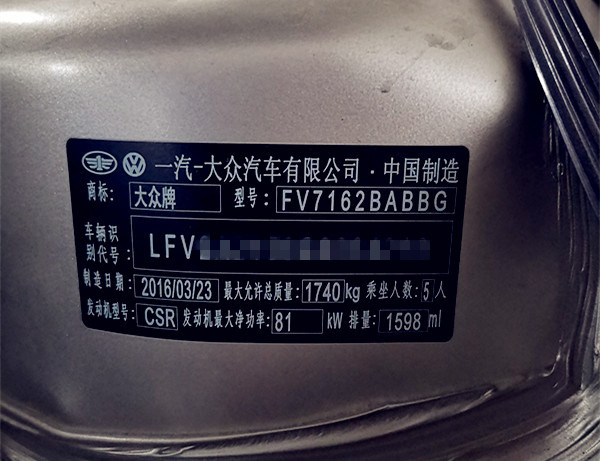 一汽-大众汽车有限公司·中国制造
商标: 大众牌 型号: FV7162BABBG
车辆识
别代号: LFV
制造日期: 2016/03/23 最大允许总质量: 1740kg 乘坐人数: 5人
发动机型号: CSR 发动机最大净功率: 81 kW 排量: 1598 ml